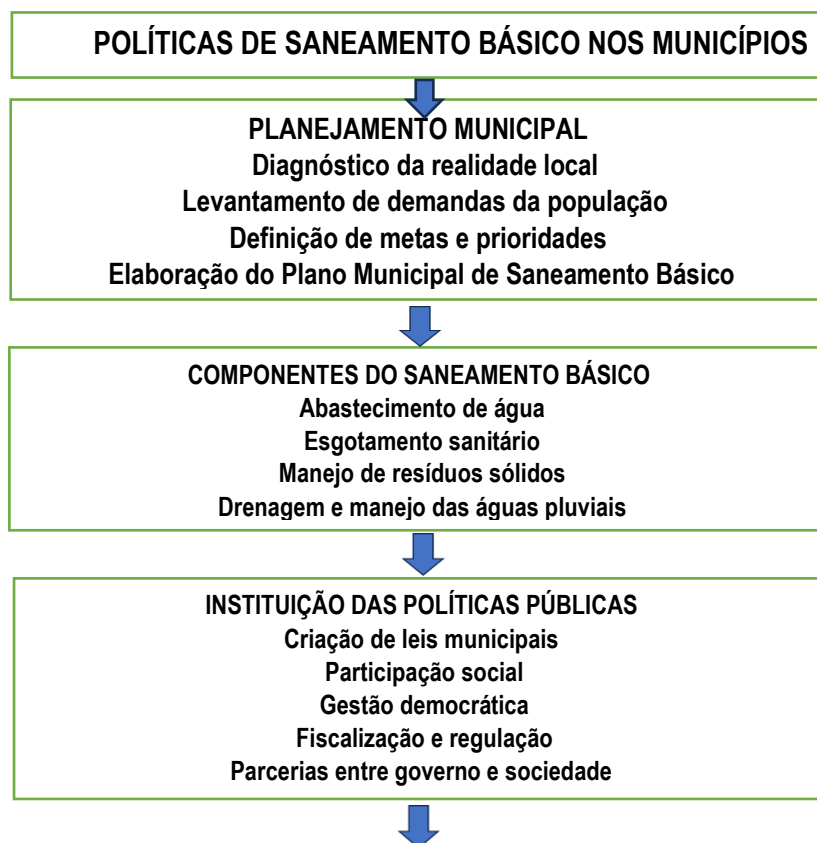 POLÍTICAS DE SANEAMENTO BÁSICO NOS MUNICÍPIOS
PLANEJAMENTO MUNICIPAL
Diagnóstico da realidade local
Levantamento de demandas da população
Definição de metas e prioridades
Elaboração do Plano Municipal de Saneamento Básico
COMPONENTES DO SANEAMENTO BÁSICO
Abastecimento de água
Esgotamento sanitário
Manejo de resíduos sólidos
Drenagem e manejo das águas pluviais
INSTITUIÇÃO DAS POLÍTICAS PÚBLICAS
Criação de leis municipais
Participação social
Gestão democrática
Fiscalização e regulação
Parcerias entre governo e sociedade